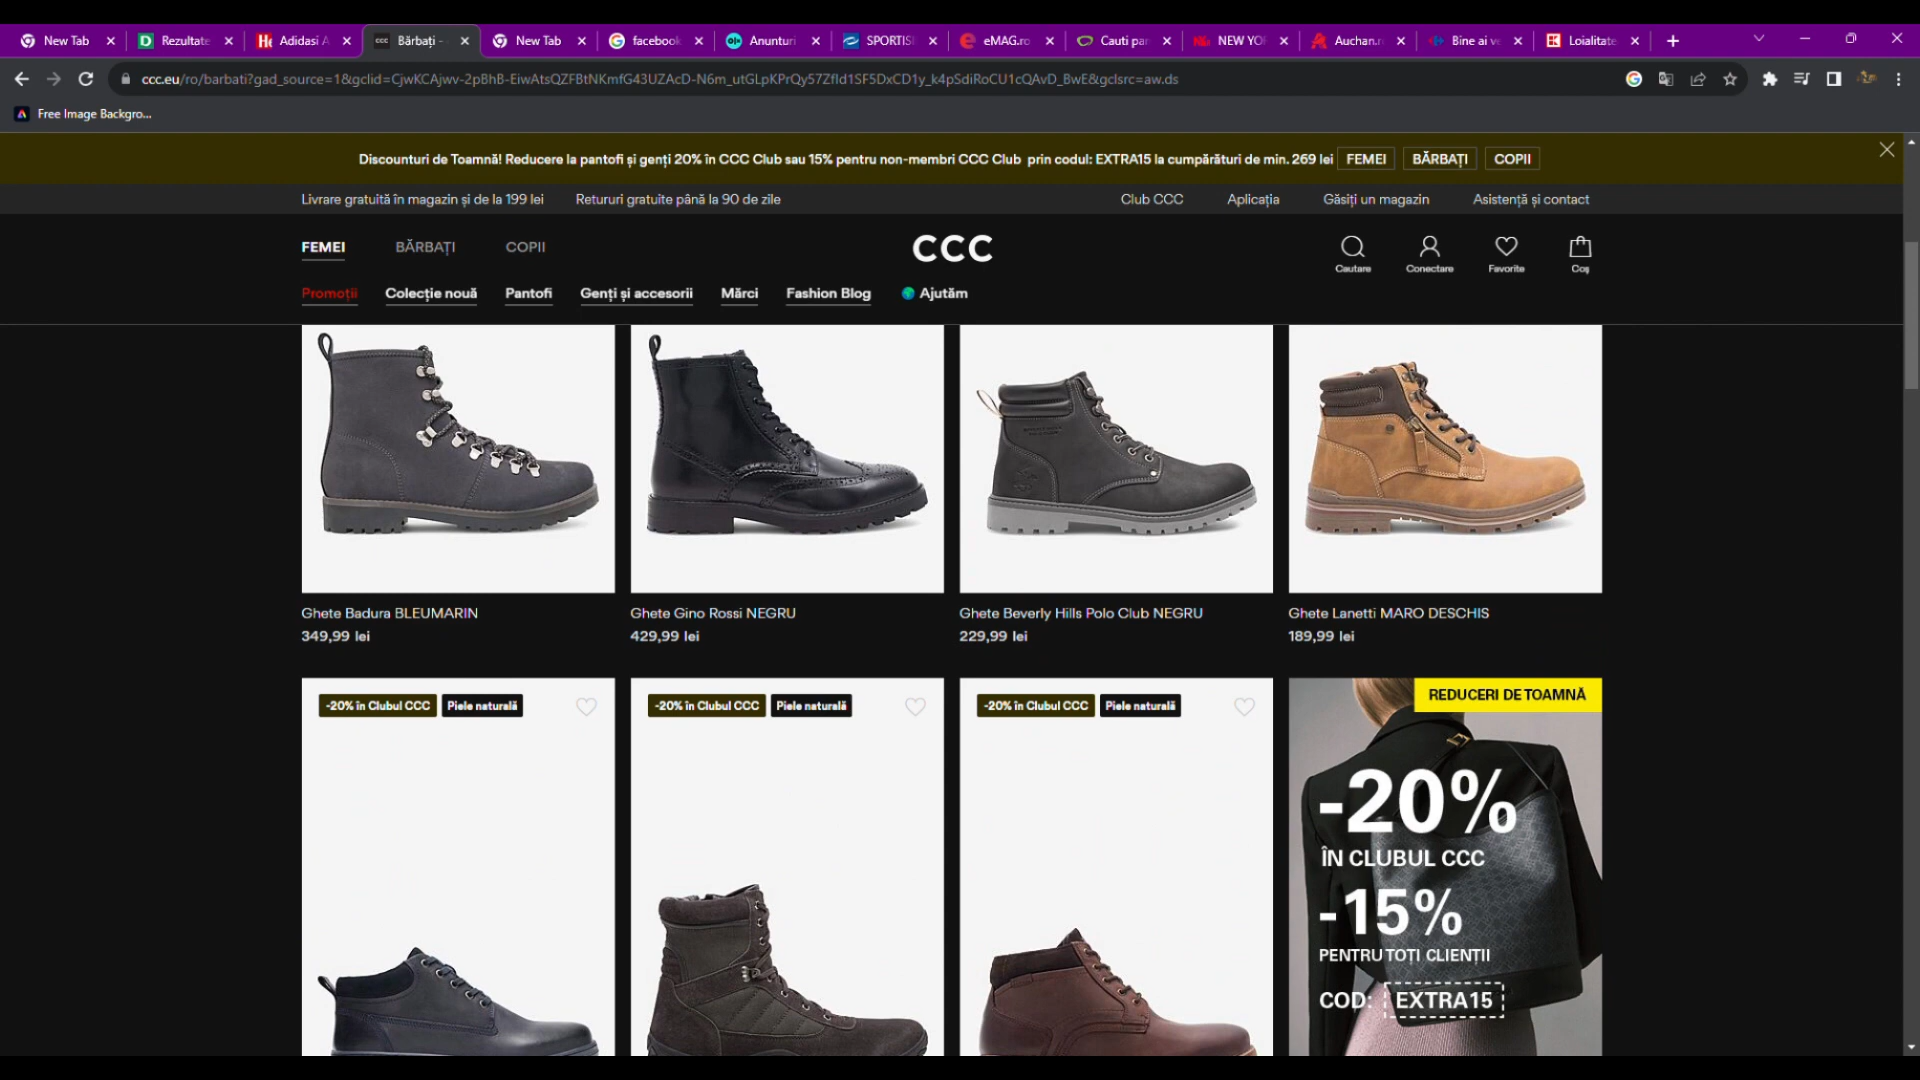 New Tab
Rezultate
Adidasi A
Bărbați -
New Tab
facebook
Anunturi
SPORTIS
eMAG.ro
Cauti par
NEW YO
Auchan.r
Bine ai ve
Loialitate
ccc.eu/ro/barbati?gad_source=1&gclid=CjwKCAjwv-2pBhB-EiwAtsQZFBtNKmfG43UZAcD-N6m_utGLpKPrQy57Zfld1SF5DxCD1y_k4pSdiRoCU1cQAvD_BwE&gclsrc=aw.ds
Free Image Backgro...
Discounturi de Toamnă! Reducere la pantofi și genți 20% în CCC Club sau 15% pentru non-membri CCC Club prin codul: EXTRA15 la cumpărături de min. 269 lei FEMEI BĂRBAȚI COPII
Livrare gratuită în magazin și de la 199 lei Retururi gratuite până la 90 de zile Club CCC Aplicația Găsiți un magazin Asistență și contact
FEMEI BĂRBAȚI COPII
CCC
Cautare Conectare Favorite Coș
Promoții Colecție nouă Pantofi Genți și accesorii Mărci Fashion Blog Ajutăm
Ghete Badura BLEUMARIN
349,99 lei
Ghete Gino Rossi NEGRU
429,99 lei
Ghete Beverly Hills Polo Club NEGRU
229,99 lei
Ghete Lanetti MARO DESCHIS
189,99 lei
-20% în Clubul CCC Piele naturală
-20% în Clubul CCC Piele naturală
-20% în Clubul CCC Piele naturală
REDUCERI DE TOAMNĂ
-20%
ÎN CLUBUL CCC
-15%
PENTRU TOȚI CLIENȚII
COD: EXTRA15